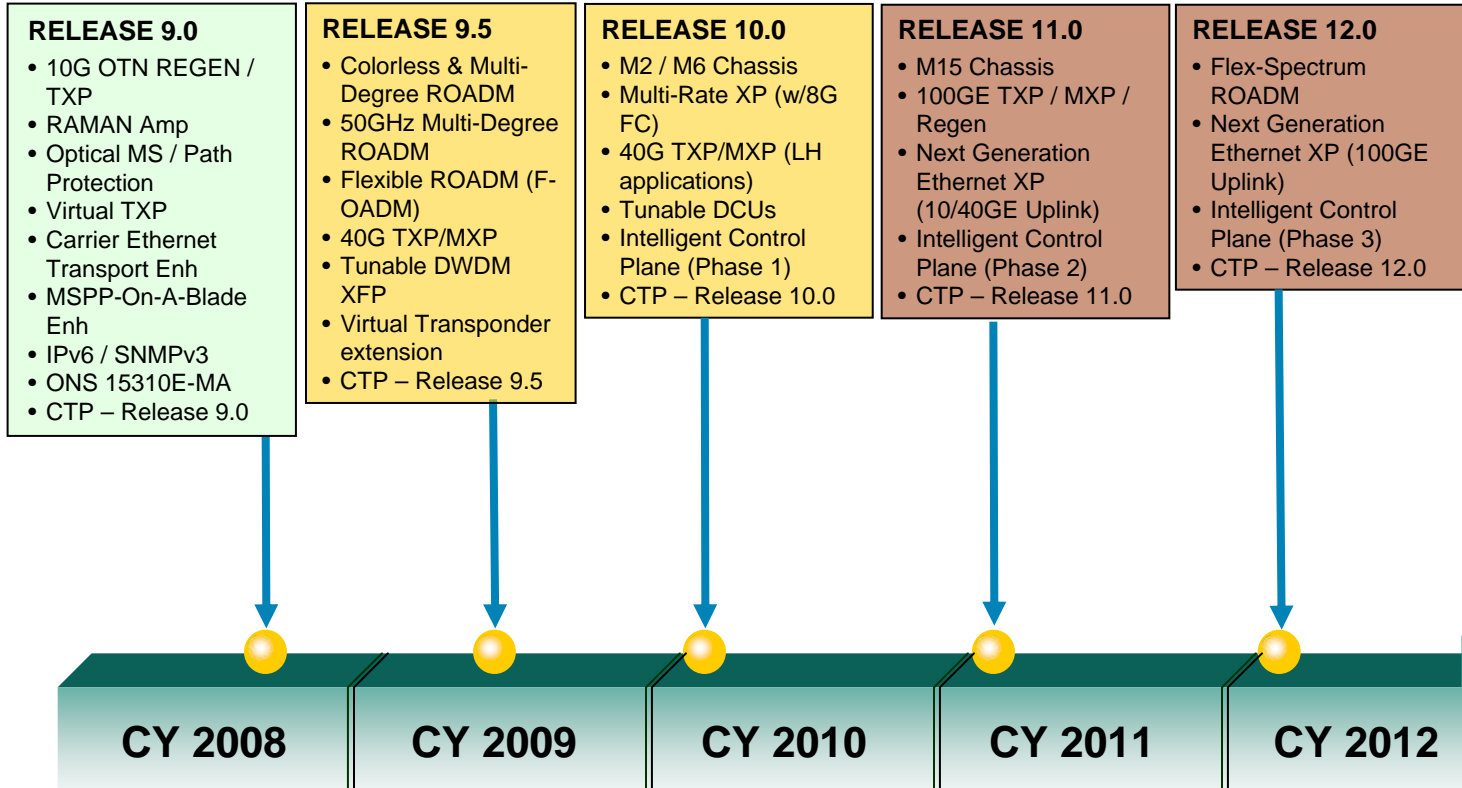 RELEASE 9.0
• 10G OTN REGEN /
TXP
• RAMAN Amp
• Optical MS / Path
Protection
• Virtual TXP
• Carrier Ethernet
Transport Enh
• MSPP-On-A-Blade
Enh
• IPv6 / SNMPv3
• ONS 15310E-MA
• CTP – Release 9.0
RELEASE 9.5
• Colorless & Multi-
Degree ROADM
• 50GHz Multi-Degree
ROADM
• Flexible ROADM (F-
OADM)
• 40G TXP/MXP
• Tunable DWDM
XFP
• Virtual Transponder
extension
• CTP – Release 9.5
RELEASE 10.0
• M2 / M6 Chassis
• Multi-Rate XP (w/8G
FC)
• 40G TXP/MXP (LH
applications)
• Tunable DCUs
• Intelligent Control
Plane (Phase 1)
• CTP – Release 10.0
RELEASE 11.0
• M15 Chassis
• 100GE TXP / MXP /
Regen
• Next Generation
Ethernet XP
(10/40GE Uplink)
• Intelligent Control
Plane (Phase 2)
• CTP – Release 11.0
RELEASE 12.0
• Flex-Spectrum
ROADM
• Next Generation
Ethernet XP (100GE
Uplink)
• Intelligent Control
Plane (Phase 3)
• CTP – Release 12.0
CY 2008
CY 2009
CY 2010
CY 2011
CY 2012